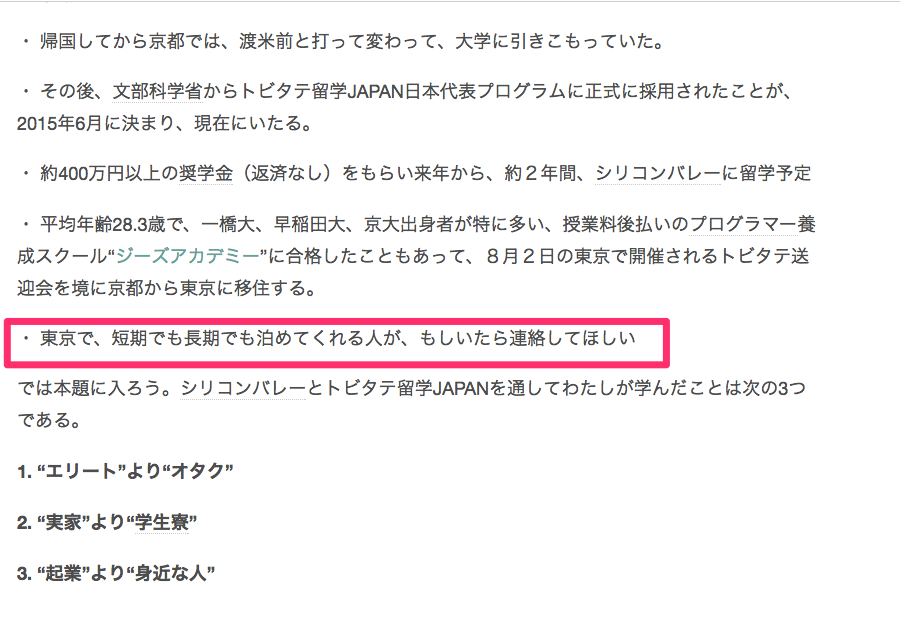 ・ 帰国してから京都では、渡米前と打って変わって、大学に引きこもっていた。
・ その後、文部科学省からトビタテ留学JAPAN日本代表プログラムに正式に採用されたことが、
2015年6月に決まり、現在にいたる。
・ 約400万円以上の奨学金（返済なし）をもらい来年から、約２年間、シリコンバレーに留学予定
・ 平均年齢28.3歳で、一橋大、早稲田大、京大出身者が特に多い、授業料後払いのプログラマー養
成スクール“ジーズアカデミー”に合格したこともあって、８月２日の東京で開催されるトビタテ送
迎会を境に京都から東京に移住する。
・ 東京で、短期でも長期でも泊めてくれる人が、もしいたら連絡してほしい
では本題に入ろう。シリコンバレーとトビタテ留学JAPANを通してわたしが学んだことは次の3つ
である。
1. “エリート”より“オタク”
2. “実家”より“学生寮”
3. “起業”より“身近な人”